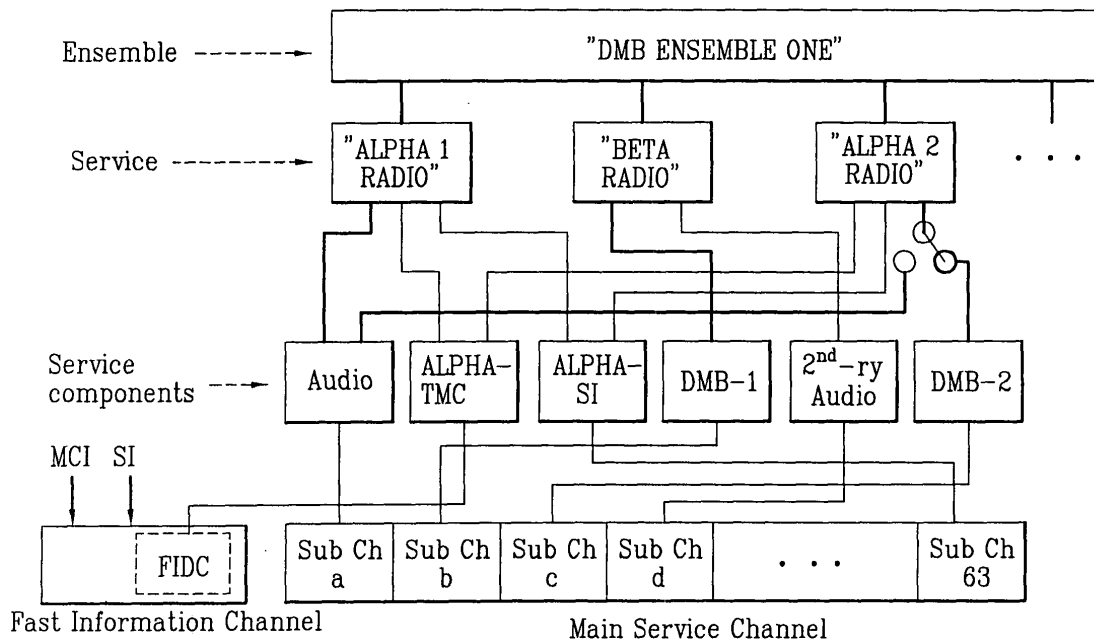 Ensemble
"DMB ENSEMBLE ONE"
Service
"ALPHA 1
RADIO"
"BETA
RADIO"
"ALPHA 2
RADIO"
. . .
Service
components
Audio
ALPHA-
TMC
ALPHA-
SI
DMB-1
2nd-ry
Audio
DMB-2
MCI SI
FIDC
Sub Ch
a
Sub Ch
b
Sub Ch
c
Sub Ch
d
. . .
Sub Ch
63
Fast Information Channel
Main Service Channel